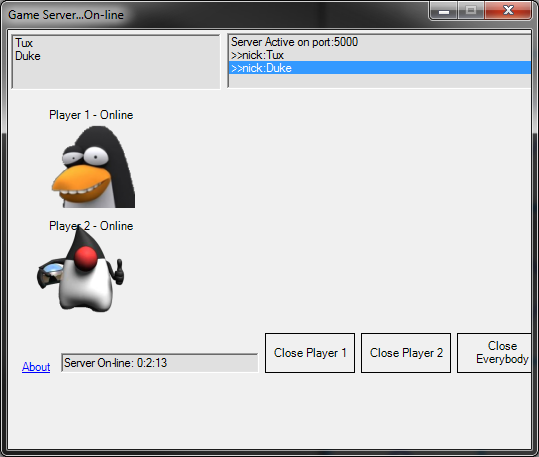 Game Server...On-line
Tux
Duke
Server Active on port:5000
>>nick:Tux
>>nick:Duke
Player 1 - Online
Player 2 - Online
About
Server On-line: 0:2:13
Close Player 1
Close Player 2
Close
Everybody